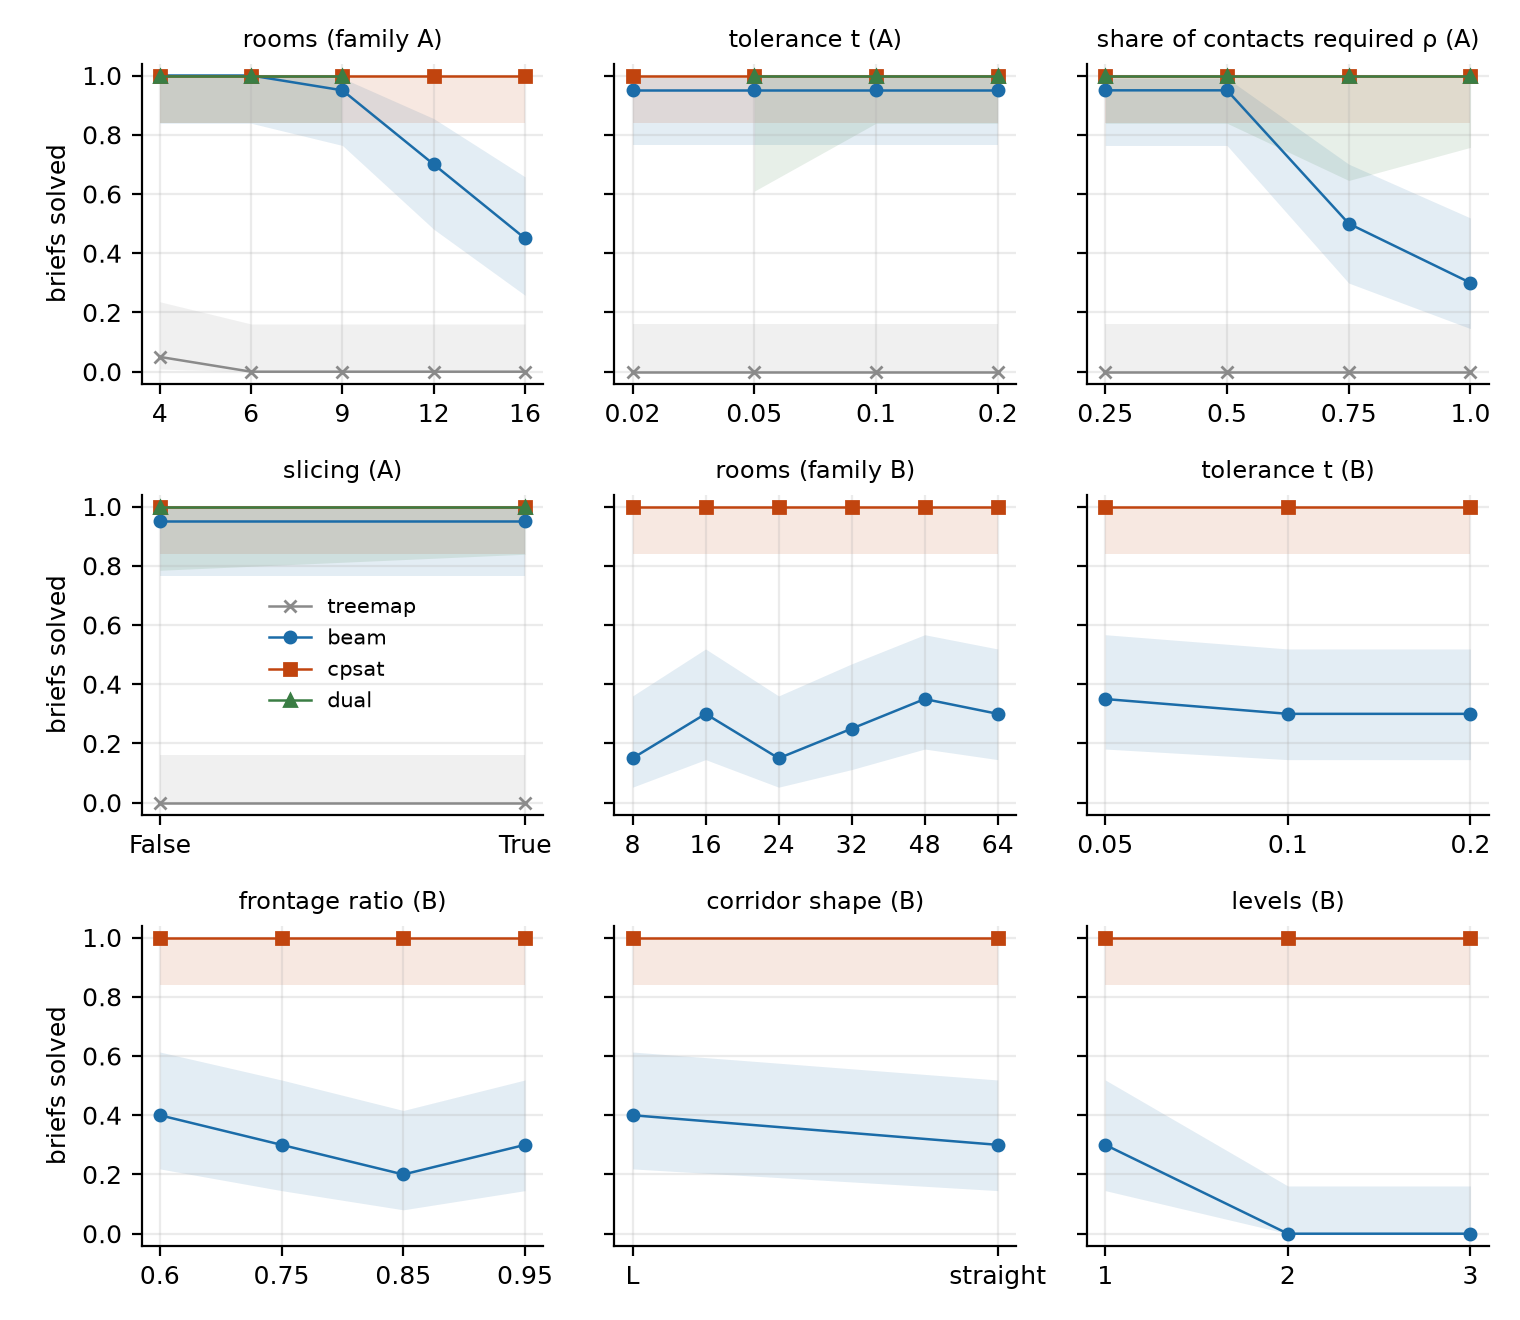 rooms (family A)
tolerance t (A)
share of contacts required ρ (A)
briefs solved
1.0
0.8
0.6
0.4
0.2
0.0
4 6 9 12 16
0.02 0.05 0.1 0.2
0.25 0.5 0.75 1.0
slicing (A)
rooms (family B)
tolerance t (B)
briefs solved
1.0
0.8
0.6
0.4
0.2
0.0
treemap
beam
cpsat
dual
False True
8 16 24 32 48 64
0.05 0.1 0.2
frontage ratio (B)
corridor shape (B)
levels (B)
briefs solved
1.0
0.8
0.6
0.4
0.2
0.0
0.6 0.75 0.85 0.95
L straight
1 2 3